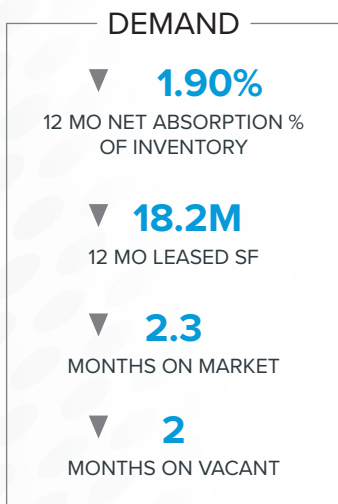 DEMAND
▼ 1.90%
12 MO NET ABSORPTION %
OF INVENTORY
▼ 18.2M
12 MO LEASED SF
▼ 2.3
MONTHS ON MARKET
▼ 2
MONTHS ON VACANT